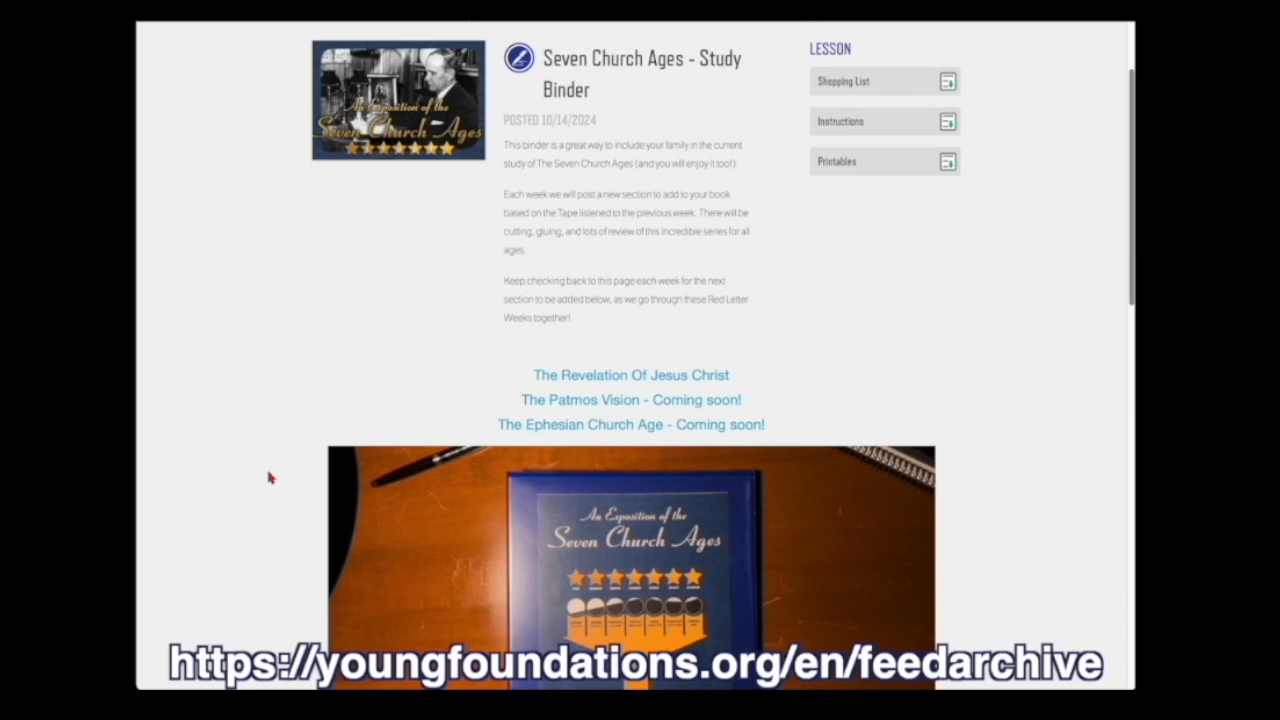 An Exposition of the
Seven Church Ages
Seven Church Ages - Study
Binder
POSTED 10/14/2024
This binder is a great way to include your family in the current
study of The Seven Church Ages (and you will enjoy it too!)
Each week we will post a new section to add to your book
based on the Tape listened to the previous week. There will be
cutting, gluing, and lots of review of this incredible series for all
ages.
Keep checking back to this page each week for the next
section to be added below, as we go through these Red Letter
Weeks together!
LESSON
Shopping List
Instructions
Printables
The Revelation Of Jesus Christ
The Patmos Vision - Coming soon!
The Ephesian Church Age - Coming soon!
An Exposition of the
Seven Church Ages
https://youngfoundations.org/en/feedarchive